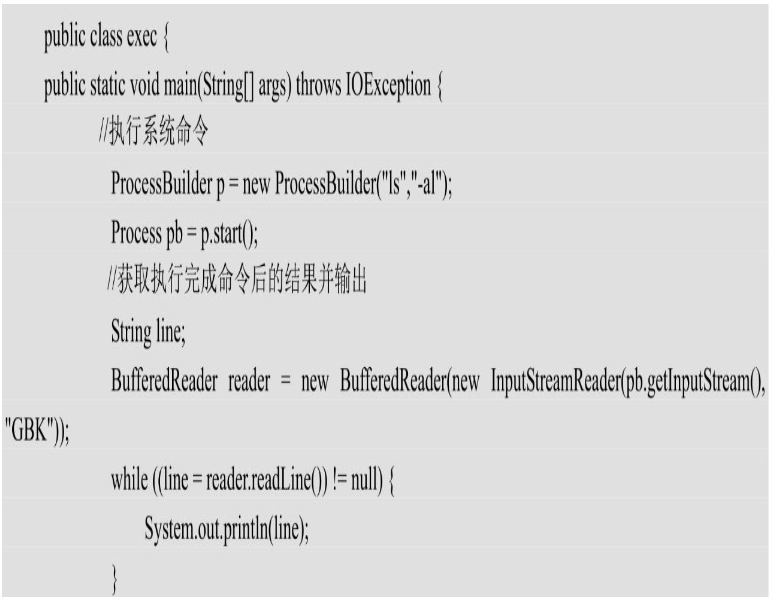 public class exec {
public static void main(String[] args) throws IOException {
//执行系统命令
ProcessBuilder p = new ProcessBuilder("ls","-al");
Process pb = p.start();
//获取执行完成命令后的结果并输出
String line;
BufferedReader reader = new BufferedReader(new InputStreamReader(pb.getInputStream(),
"GBK"));
while ((line = reader.readLine()) != null) {
System.out.println(line);
}